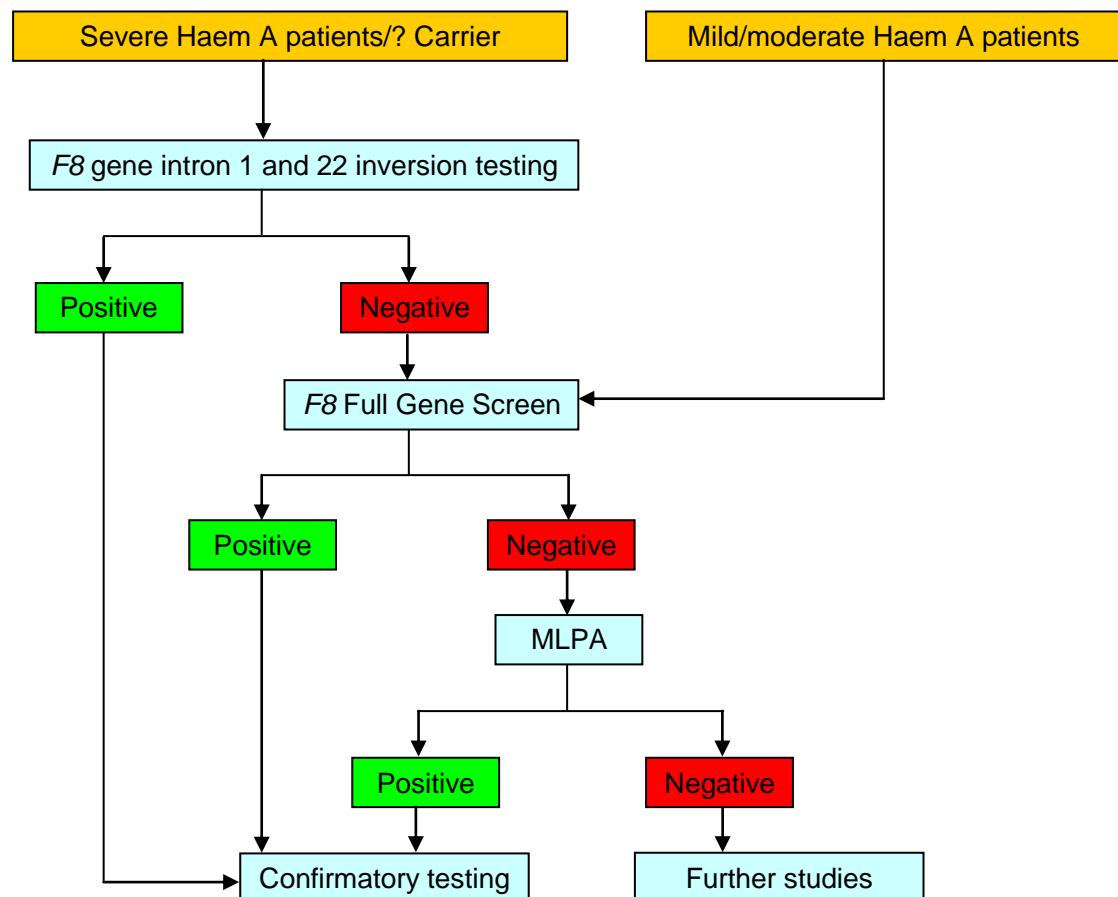 Severe Haem A patients/? Carrier
Mild/moderate Haem A patients
F8 gene intron 1 and 22 inversion testing
Positive
Negative
F8 Full Gene Screen
Positive
Negative
MLPA
Positive
Negative
Confirmatory testing
Further studies